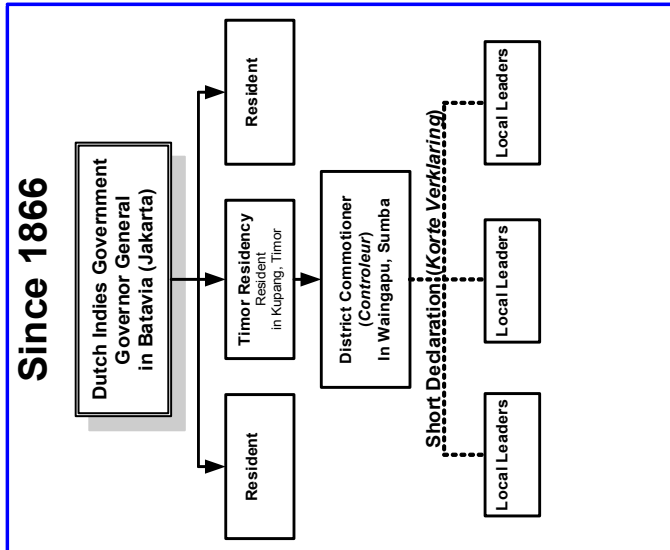 Since 1866
Dutch Indies Government
Governor General
in Batavia (Jakarta)
Resident
Timor Residency
Resident
in Kupang, Timor
Resident
District Commotioner
(Controleur)
In Waingapu, Sumba
Short Declaration (Korte Verklaring)
Local Leaders
Local Leaders
Local Leaders